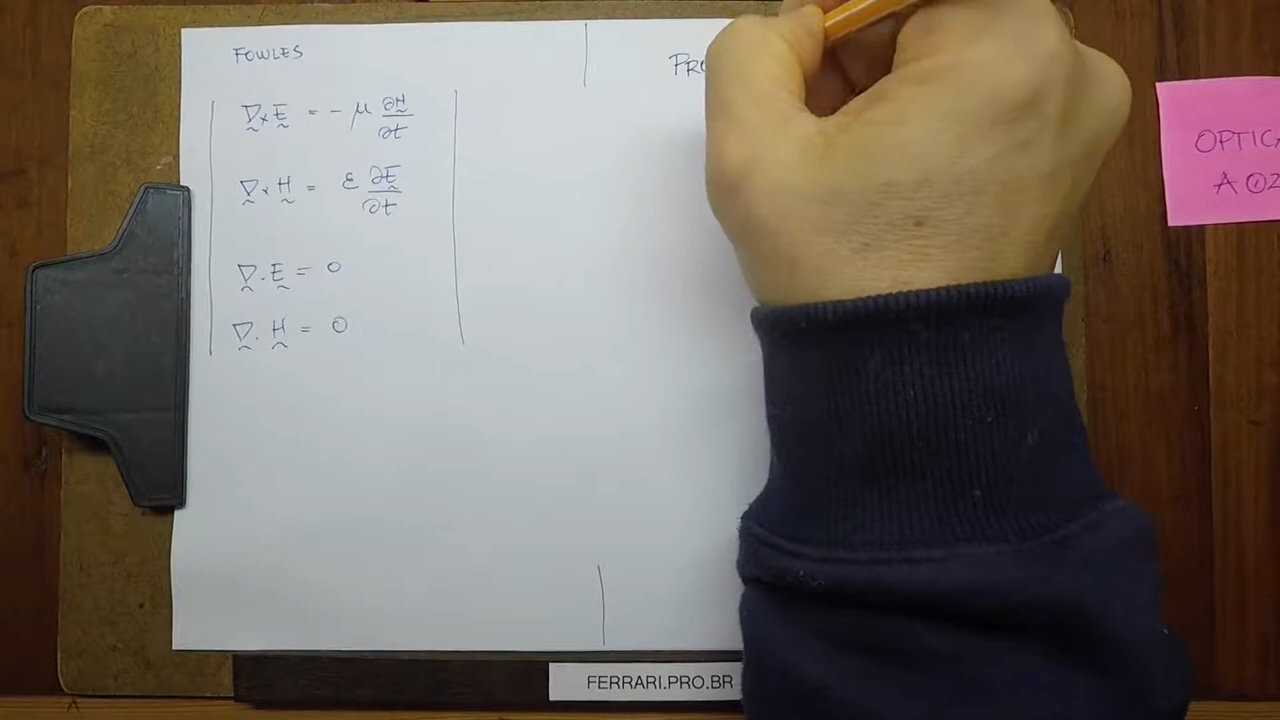 FOWLES
∇ × E = - μ ∂H/∂t
∇ × H = ε ∂E/∂t
∇ . E = 0
∇ . H = 0
FERRARI.PRO.BR